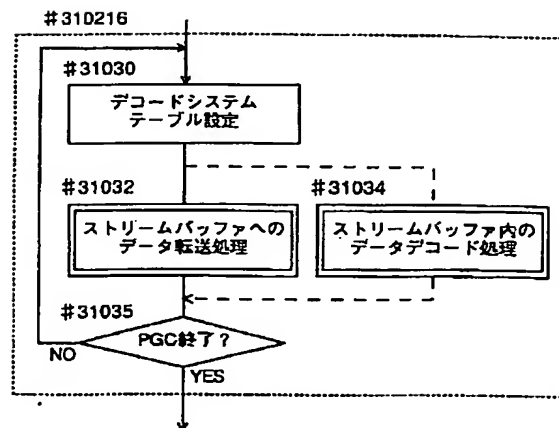 #310216
#31030
デコードシステム
テーブル設定
#31032
#31034
ストリームバッファへの
データ転送処理
ストリームバッファ内の
データデコード処理
#31035
PGC終了?
NO
YES